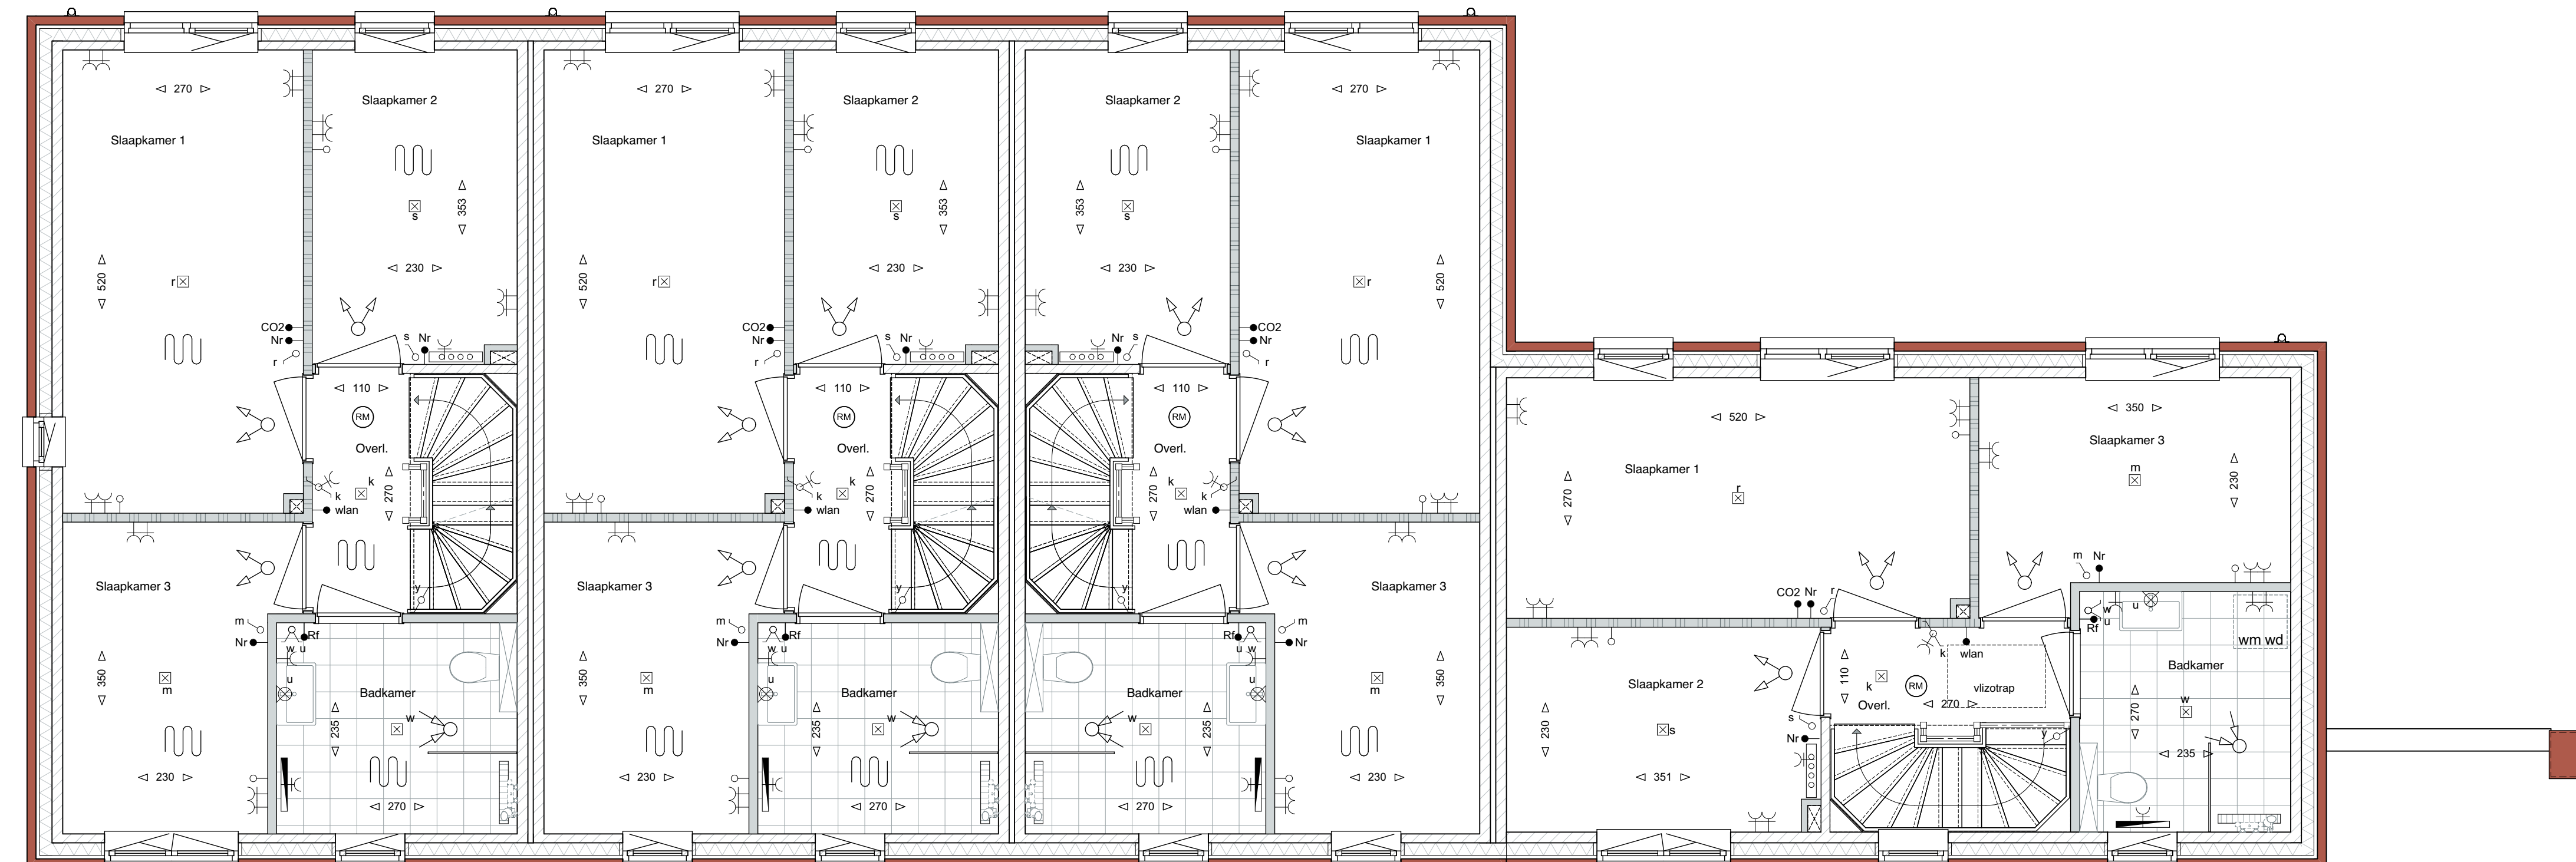 270
Slaapkamer 1
520
r
CO2
Nr
r
Slaapkamer 2
353
s
230
s
Nr
110
RM
Overl.
k
270
k
wlan
y
Slaapkamer 3
m
Nr
350
m
230
Rf
w u
u
Badkamer
w
235
270
270
Slaapkamer 1
520
r
CO2
Nr
r
Slaapkamer 2
353
s
230
s
Nr
110
RM
Overl.
k
270
k
wlan
y
Slaapkamer 3
m
Nr
350
m
230
Rf
w u
u
Badkamer
w
235
270
Slaapkamer 2
353
s
230
Nr
s
270
Slaapkamer 1
520
r
CO2
Nr
r
110
RM
Overl.
k
270
k
wlan
y
Slaapkamer 3
m
Nr
350
m
230
Rf
u w
u
Badkamer
w
235
270
520
Slaapkamer 1
270
r
CO2 Nr
r
350
Slaapkamer 3
m
230
m
Nr
Slaapkamer 2
230
s
351
s
Nr
110
k
RM
Overl.
270
k
wlan
vlizotrap
y
w
u
Rf
u
wm wd
Badkamer
270
w
235